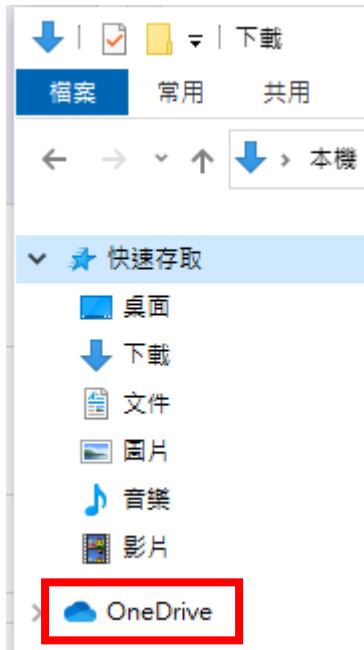 下載
檔案 常用 共用
本機
快速存取
桌面
下載
文件
圖片
音樂
影片
OneDrive